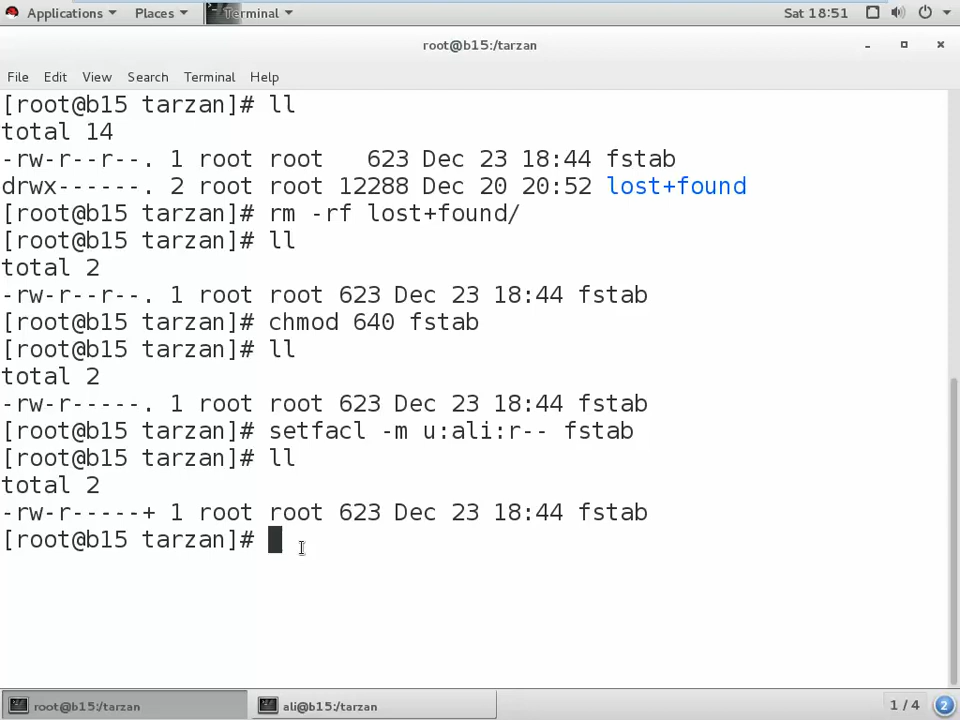 Applications Places Terminal Sat 18:51
root@b15:/tarzan
File Edit View Search Terminal Help
[root@b15 tarzan]# ll
total 14
-rw-r--r--. 1 root root   623 Dec 23 18:44 fstab
drwx------. 2 root root 12288 Dec 20 20:52 lost+found
[root@b15 tarzan]# rm -rf lost+found/
[root@b15 tarzan]# ll
total 2
-rw-r--r--. 1 root root 623 Dec 23 18:44 fstab
[root@b15 tarzan]# chmod 640 fstab
[root@b15 tarzan]# ll
total 2
-rw-r-----. 1 root root 623 Dec 23 18:44 fstab
[root@b15 tarzan]# setfacl -m u:ali:r-- fstab
[root@b15 tarzan]# ll
total 2
-rw-r-----+ 1 root root 623 Dec 23 18:44 fstab
[root@b15 tarzan]#
root@b15:/tarzan ali@b15:/tarzan 1 / 4 2